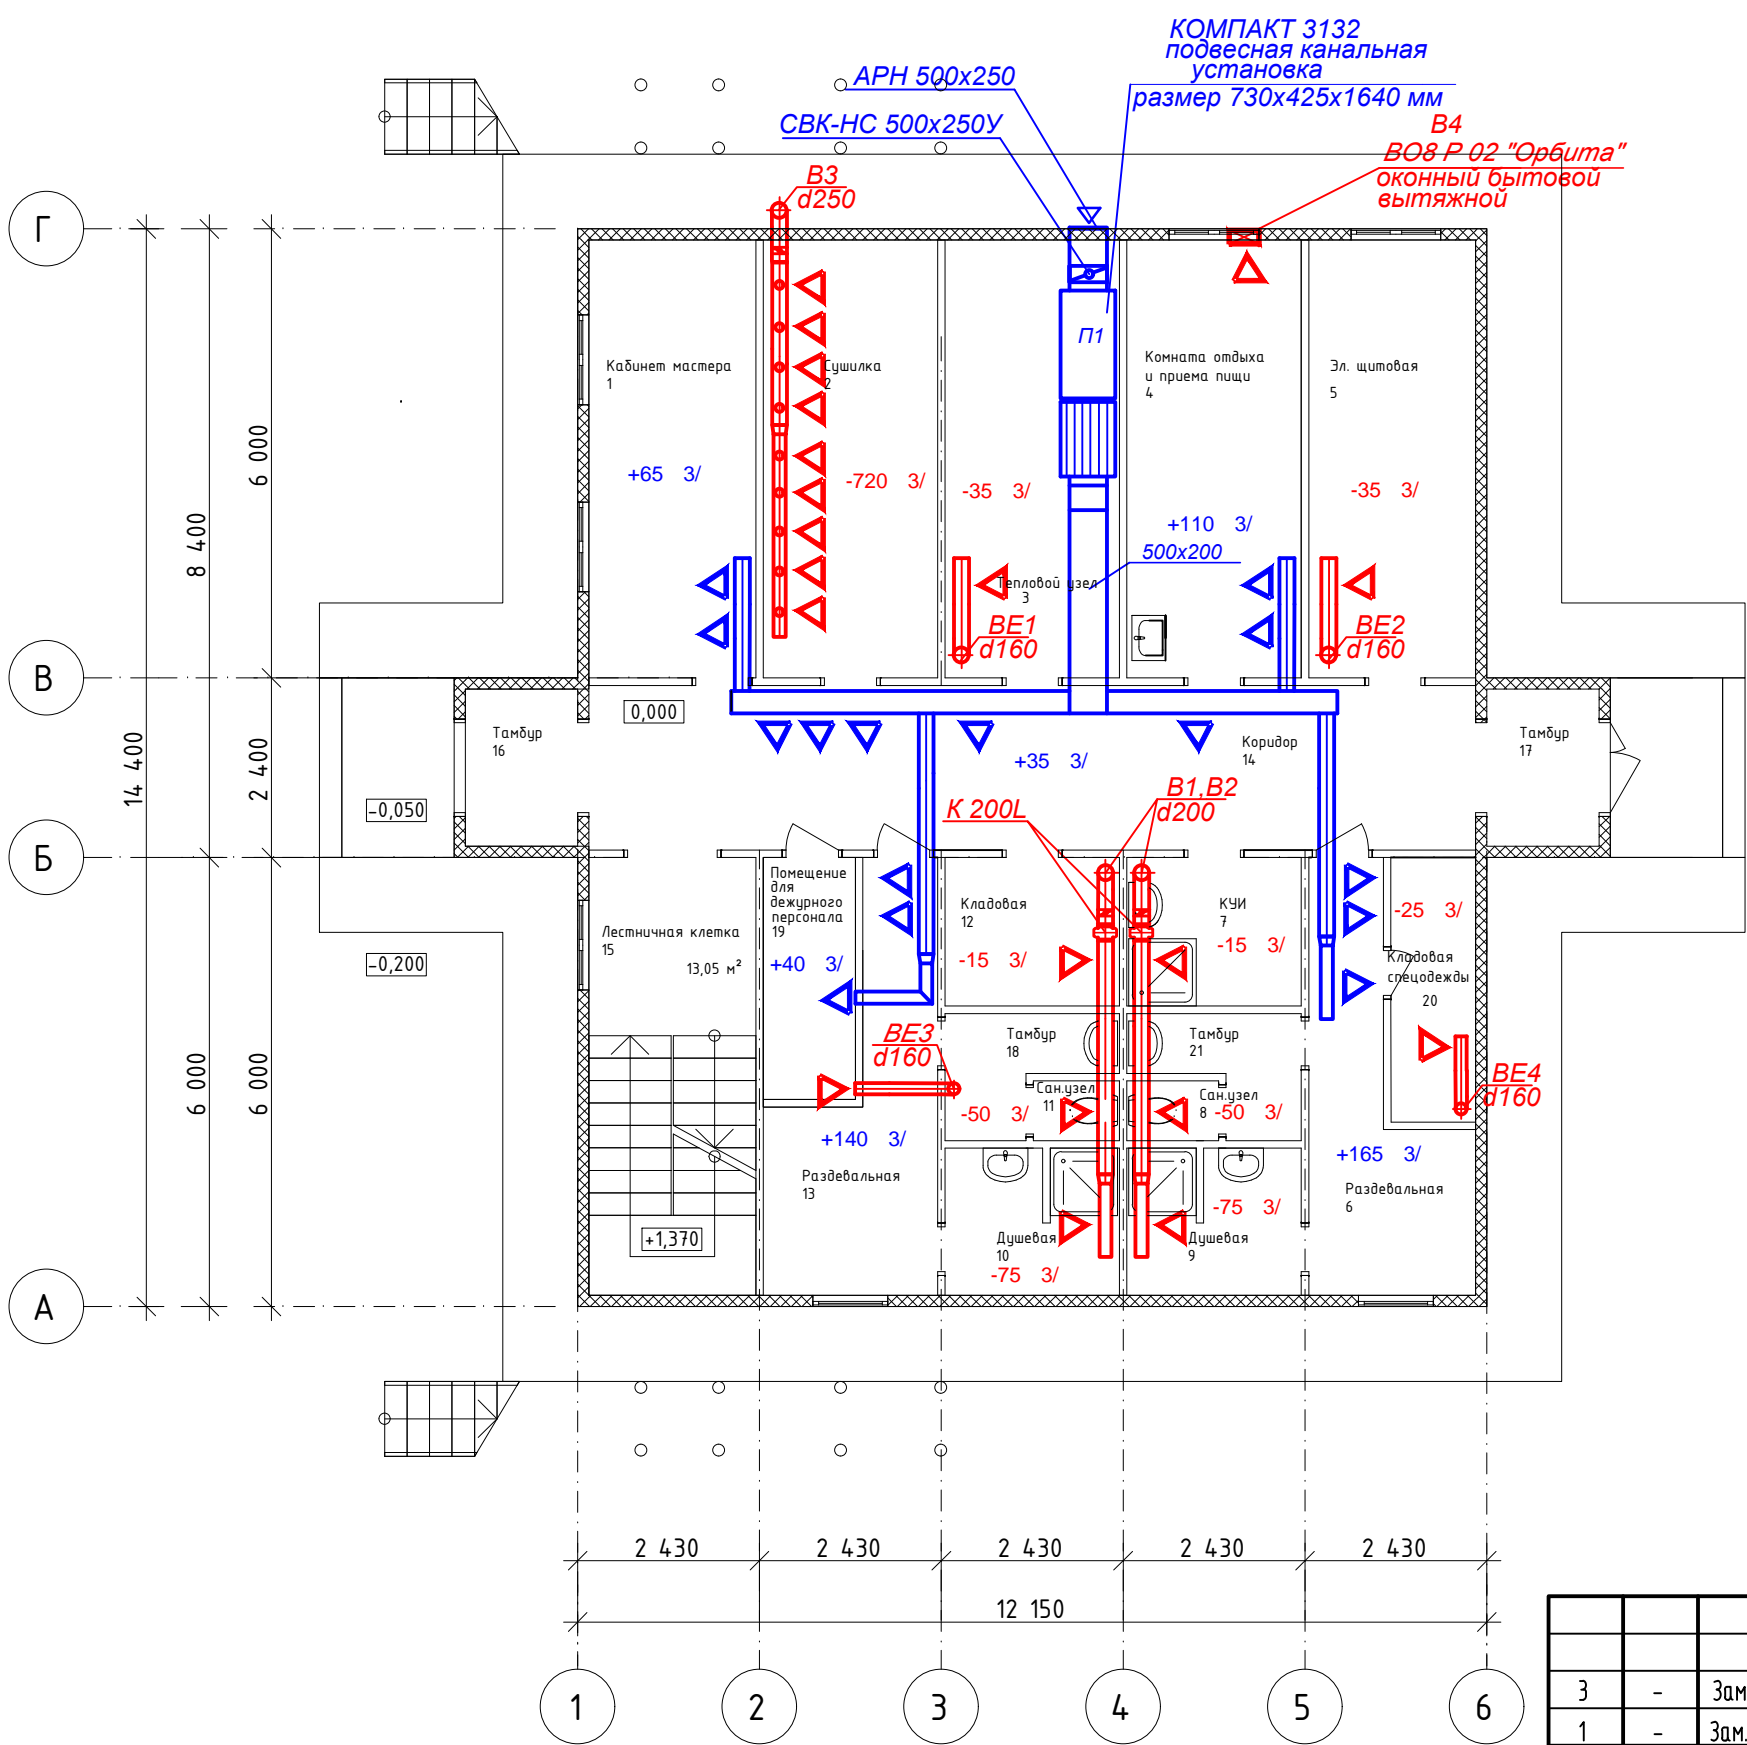 КОМПАКТ 3132
подвесная канальная
установка
размер 730х425х1640 мм
АРН 500х250
СВК-НС 500х250У
В4
ВО8 Р 02 "Орбита"
оконный бытовой
вытяжной
В3
d250
Г
П1
Кабинет мастера
1
Сушилка
2
Комната отдыха
и приема пищи
4
Эл. щитовая
5
+65 3/
-720 3/
-35 3/
-35 3/
+110 3/
500х200
Тепловой узел
3
ВЕ1
d160
ВЕ2
d160
6 000
8 400
14 400
2 400
6 000
6 000
В
0,000
Тамбур
16
-0,050
+35 3/
Коридор
14
Тамбур
17
К 200L
В1,В2
d200
Б
Помещение
для
дежурного
персонала
19
Лестничная клетка
15
13,05 м²
+40 3/
Кладовая
12
-15 3/
КУИ
7
-15 3/
-25 3/
Кладовая
спецодежды
20
-0,200
ВЕ3
d160
Тамбур
18
Тамбур
21
Сан.узел
11
-50 3/
Сан.узел
8
-50 3/
ВЕ4
d160
+140 3/
Раздевальная
13
+165 3/
Раздевальная
6
+1,370
Душевая
10
-75 3/
-75 3/
Душевая
9
А
2 430
2 430
2 430
2 430
2 430
12 150
1
2
3
4
5
6
3 - Зам
1 - Зам.